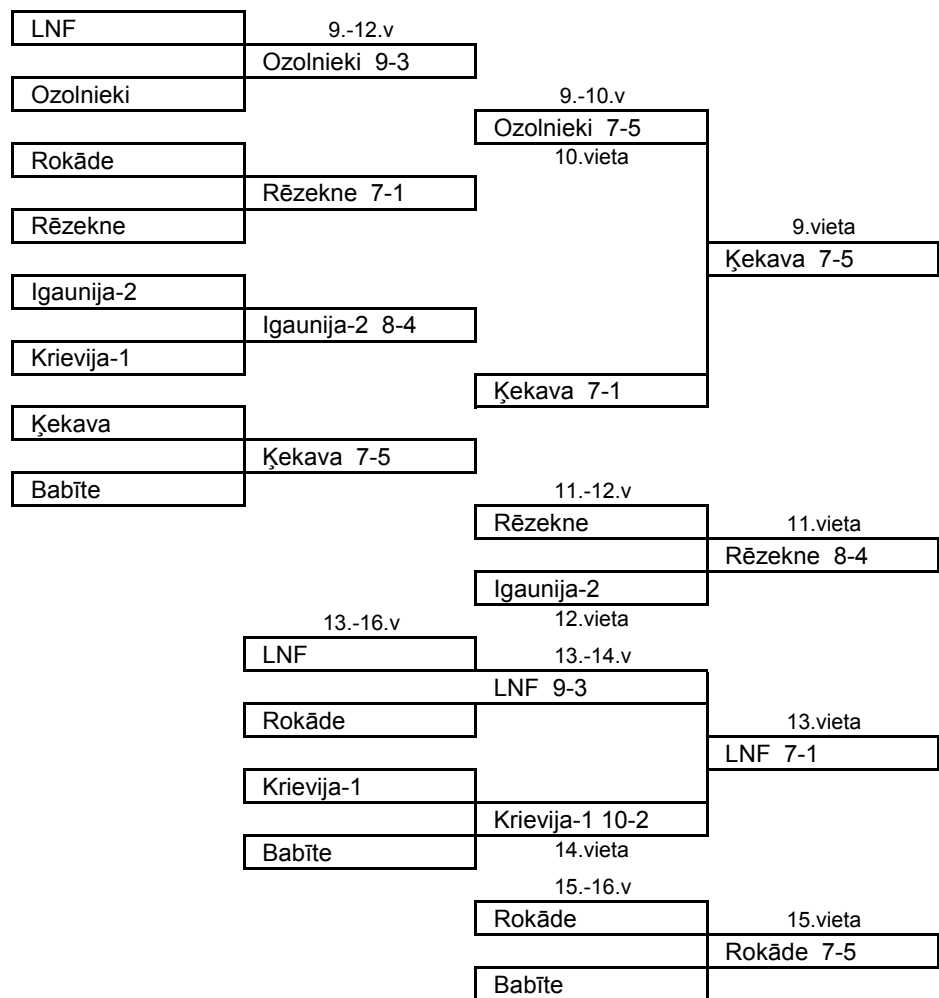 LNF
9.-12.v
Ozolnieki 9-3
Ozolnieki
9.-10.v
Ozolnieki 7-5
Rokāde
10.vieta
Rēzekne 7-1
Rēzekne
9.vieta
Ķekava 7-5
Igaunija-2
Igaunija-2 8-4
Krievija-1
Ķekava 7-1
Ķekava
Ķekava 7-5
Babīte
11.-12.v
Rēzekne
11.vieta
Rēzekne 8-4
Igaunija-2
13.-16.v
12.vieta
LNF
13.-14.v
LNF 9-3
Rokāde
13.vieta
LNF 7-1
Krievija-1
Krievija-1 10-2
Babīte
14.vieta
15.-16.v
Rokāde
15.vieta
Rokāde 7-5
Babīte